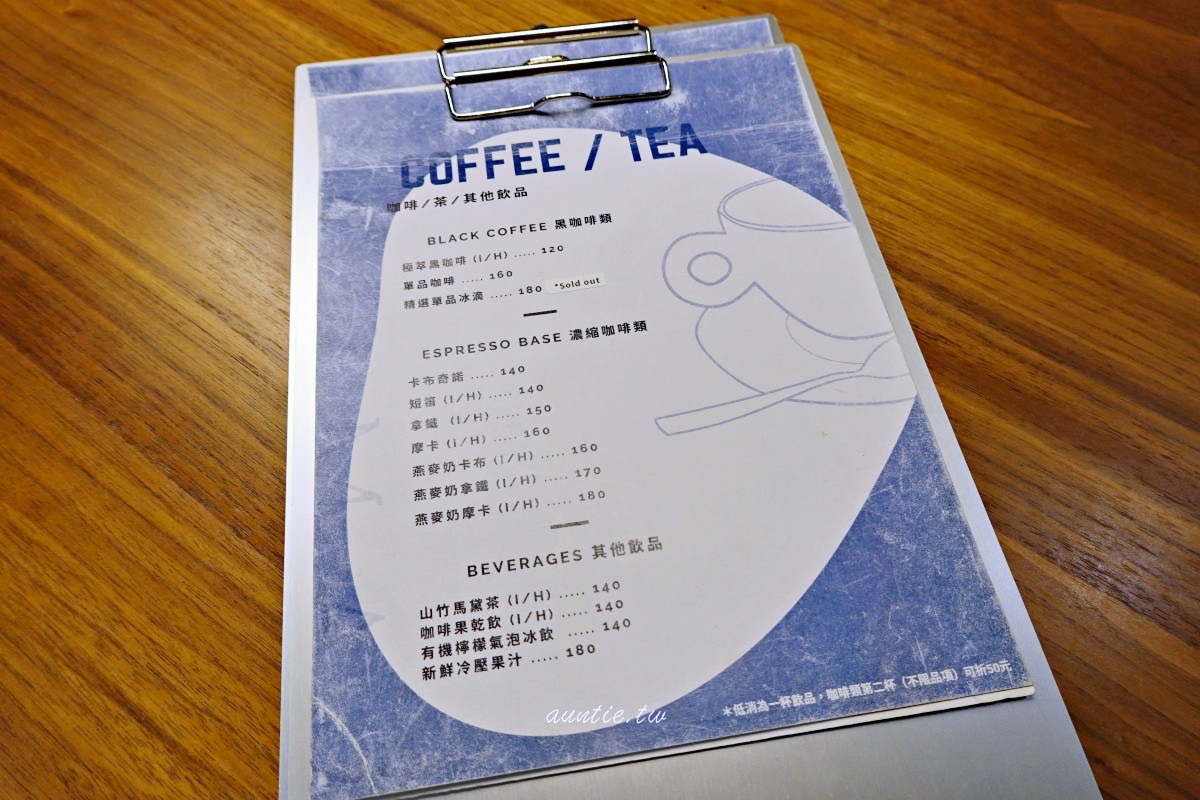 COFFEE / TEA
咖啡/茶/其他飲品
BLACK COFFEE 黑咖啡類
極萃黑咖啡 (I/H) ..... 120
單品咖啡 ..... 160
精選單品冰滴 ..... 180 *Sold out
ESPRESSO BASE 濃縮咖啡類
卡布奇諾 ..... 140
短笛 (I/H) ..... 140
拿鐵 (I/H) ..... 150
摩卡 (I/H) ..... 160
燕麥奶卡布 (I/H) ..... 160
燕麥奶拿鐵 (I/H) ..... 170
燕麥奶摩卡 (I/H) ..... 180
BEVERAGES 其他飲品
山竹馬黛茶 (I/H) ..... 140
咖啡果乾飲 (I/H) ..... 140
有機檸檬氣泡冰飲 ..... 140
新鮮冷壓果汁 ..... 180
*低消為一杯飲品，咖啡類第二杯（不限品項）可折50元
auntie.tw